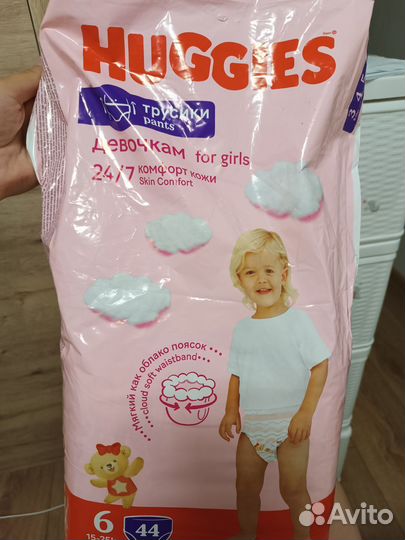 HUGGIES
трусики
pants
девочкам for girls
24/7 комфорт кожи
Skin Comfort
Мягкий как облако поясок
cloud soft waistband
6
44
Avito